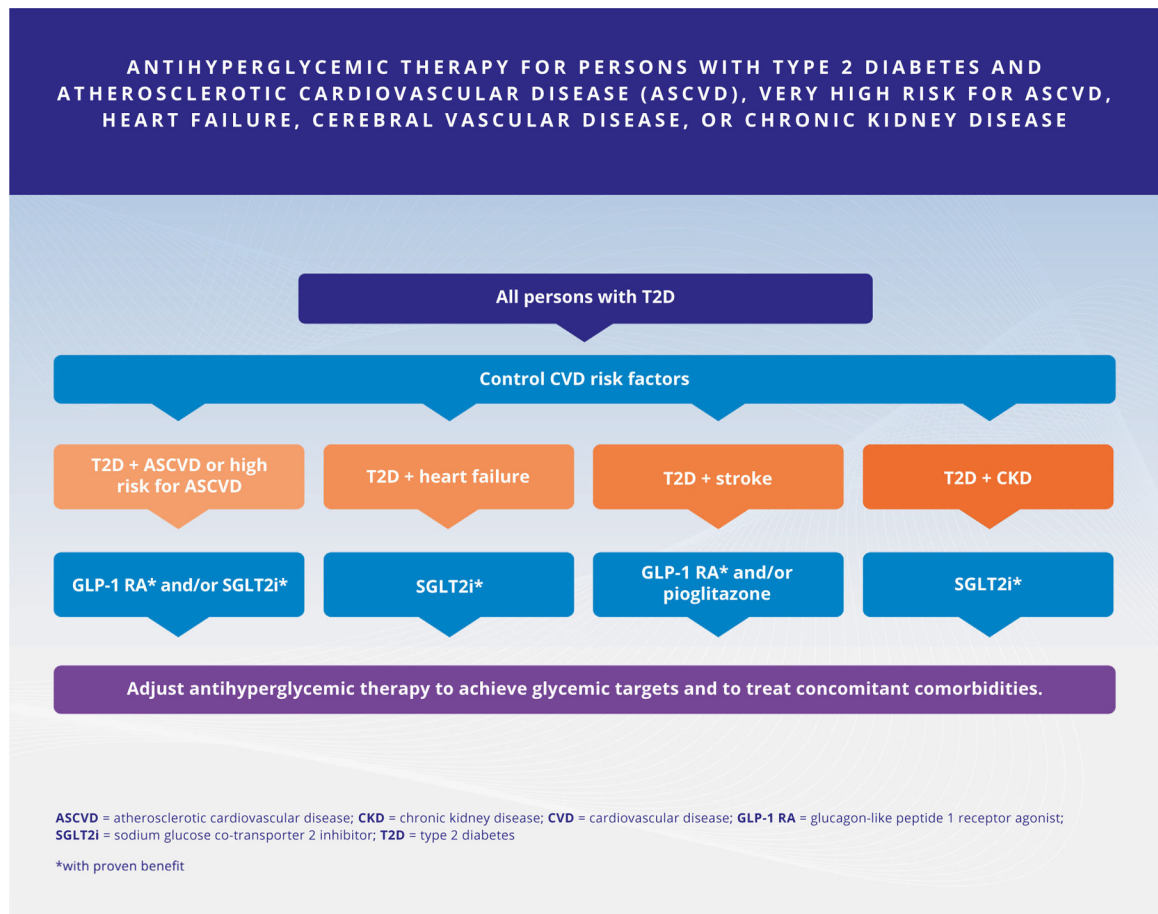 ANTIHYPERGLYCEMIC THERAPY FOR PERSONS WITH TYPE 2 DIABETES AND
ATHEROSCLEROTIC CARDIOVASCULAR DISEASE (ASCVD), VERY HIGH RISK FOR ASCVD,
HEART FAILURE, CEREBRAL VASCULAR DISEASE, OR CHRONIC KIDNEY DISEASE
All persons with T2D
Control CVD risk factors
T2D + ASCVD or high
risk for ASCVD
T2D + heart failure
T2D + stroke
T2D + CKD
GLP-1 RA* and/or SGLT2i*
SGLT2i*
GLP-1 RA* and/or
pioglitazone
SGLT2i*
Adjust antihyperglycemic therapy to achieve glycemic targets and to treat concomitant comorbidities.
ASCVD = atherosclerotic cardiovascular disease; CKD = chronic kidney disease; CVD = cardiovascular disease; GLP-1 RA = glucagon-like peptide 1 receptor agonist;
SGLT2i = sodium glucose co-transporter 2 inhibitor; T2D = type 2 diabetes
*with proven benefit